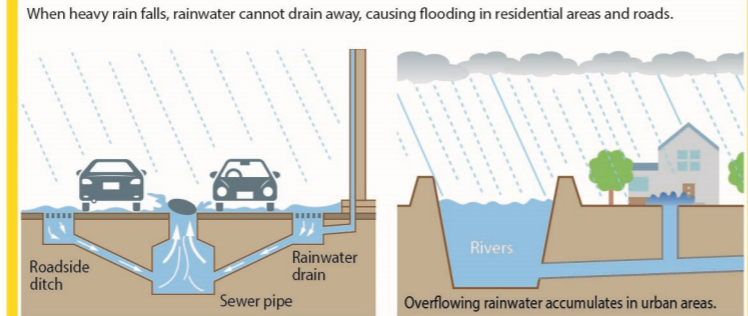 When heavy rain falls, rainwater cannot drain away, causing flooding in residential areas and roads.
Roadside
ditch
Sewer pipe
Rainwater
drain
Rivers
Overflowing rainwater accumulates in urban areas.